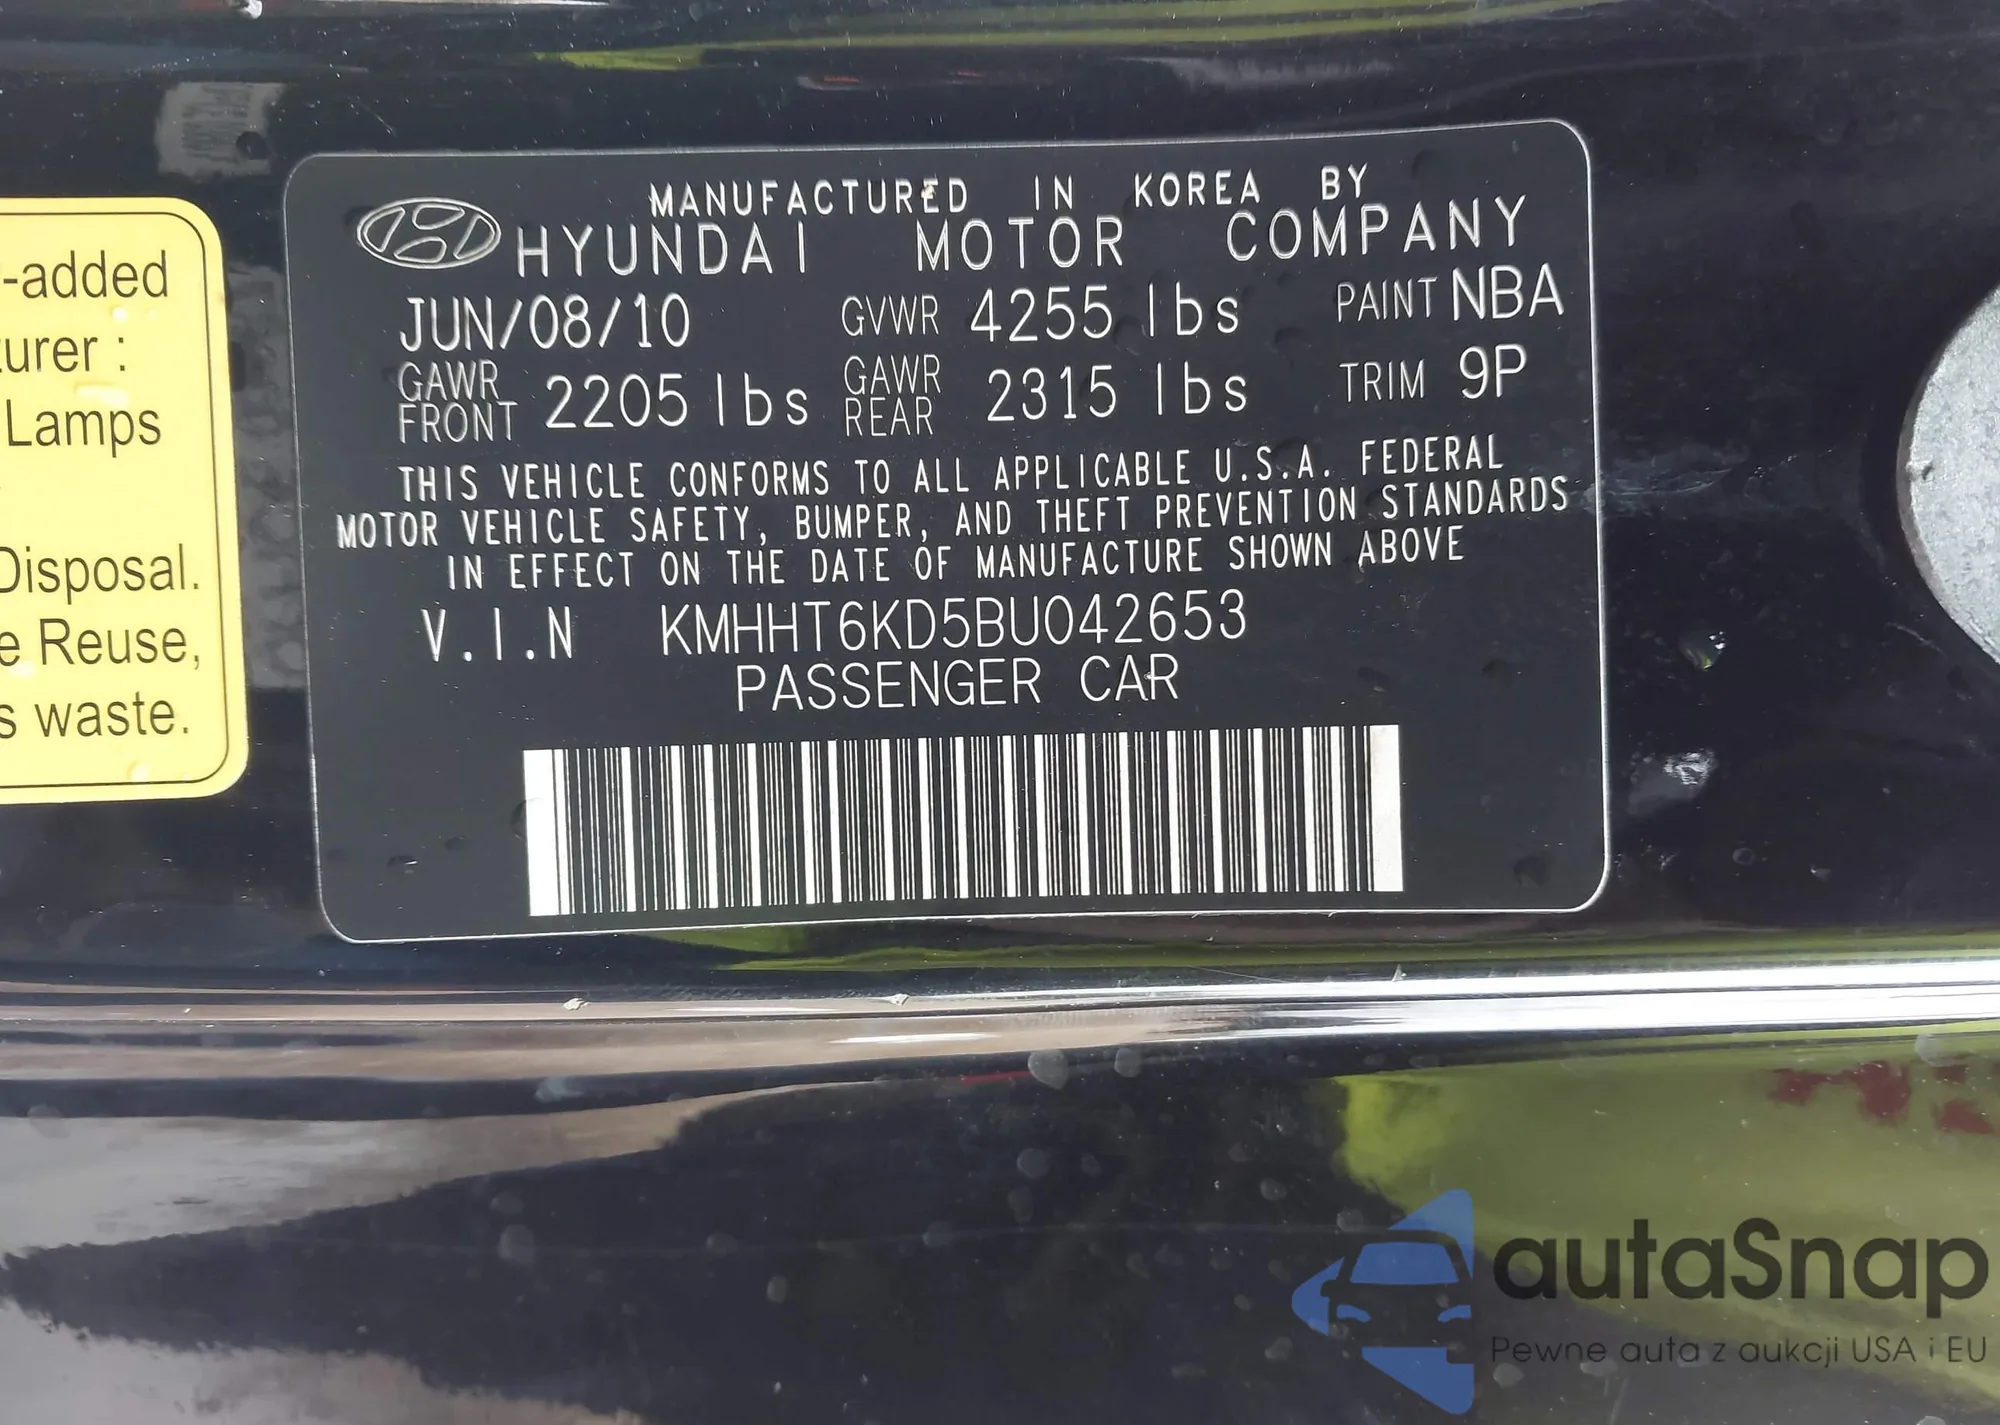 -added
turer :
Lamps
Disposal.
e Reuse,
s waste.
MANUFACTURED IN KOREA BY
HYUNDAI MOTOR COMPANY
JUN/08/10 GVWR 4255 lbs PAINT NBA
GAWR FRONT 2205 lbs GAWR REAR 2315 lbs TRIM 9P
THIS VEHICLE CONFORMS TO ALL APPLICABLE U.S.A. FEDERAL
MOTOR VEHICLE SAFETY, BUMPER, AND THEFT PREVENTION STANDARDS
IN EFFECT ON THE DATE OF MANUFACTURE SHOWN ABOVE
V.I.N KMHHT6KD5BU042653
PASSENGER CAR
autaSnap
Pewne auta z aukcji USA i EU